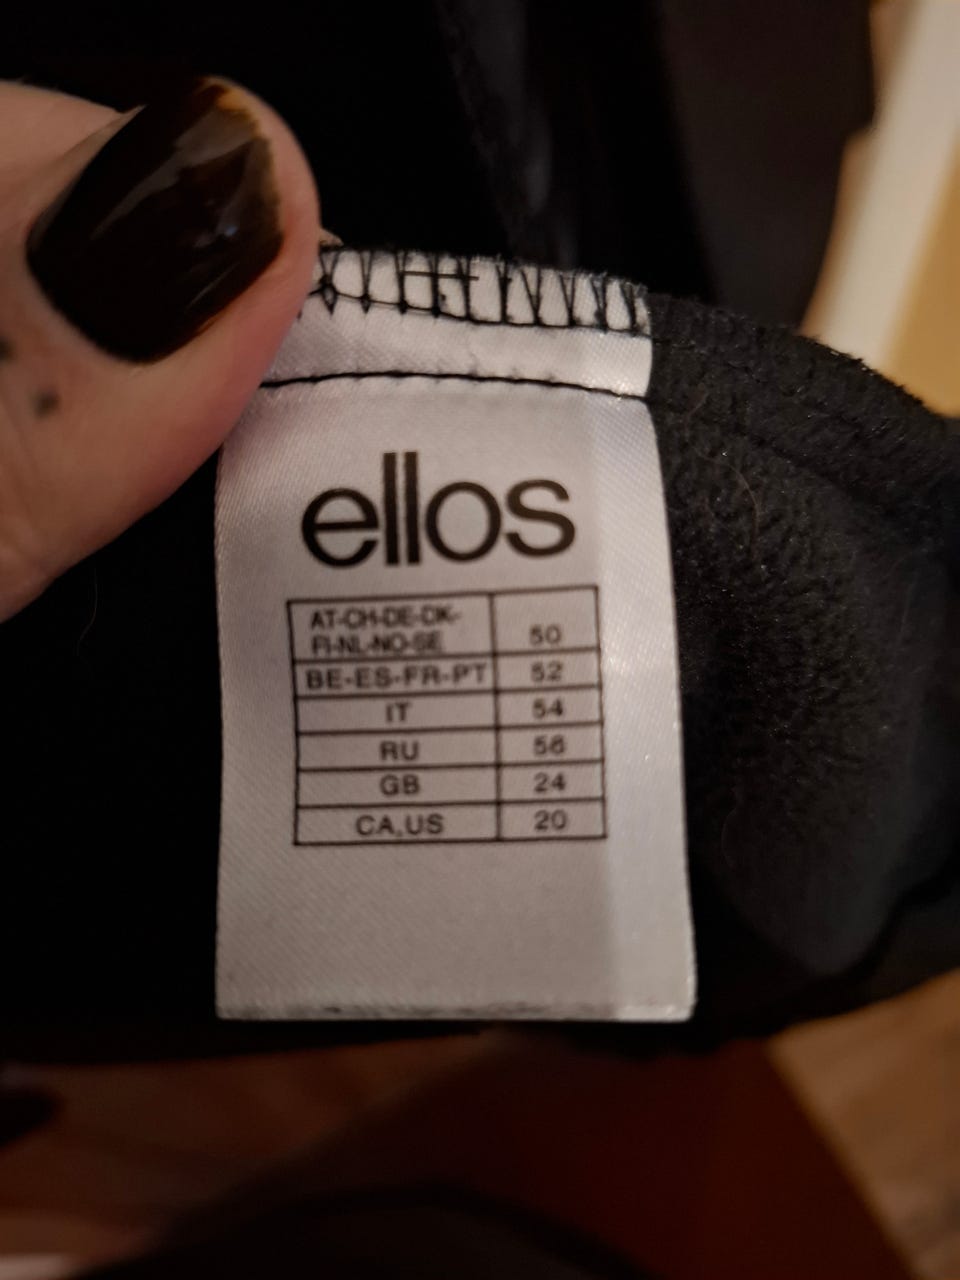 ellos
AT-CH-DE-DK-
FI-NL-NO-SE 50
BE-ES-FR-PT 52
IT 54
RU 56
GB 24
CA,US 20